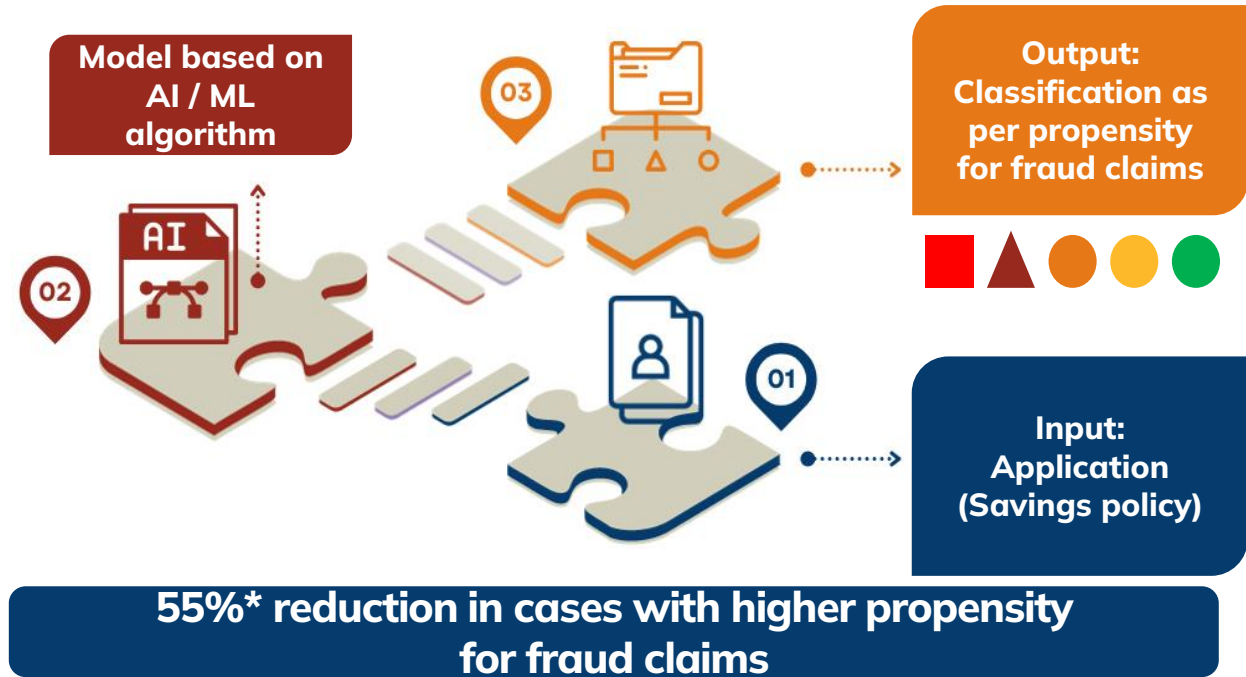 Model based on
AI / ML
algorithm
03
Output:
Classification as
per propensity
for fraud claims
AI
02
01
Input:
Application
(Savings policy)
55%* reduction in cases with higher propensity
for fraud claims